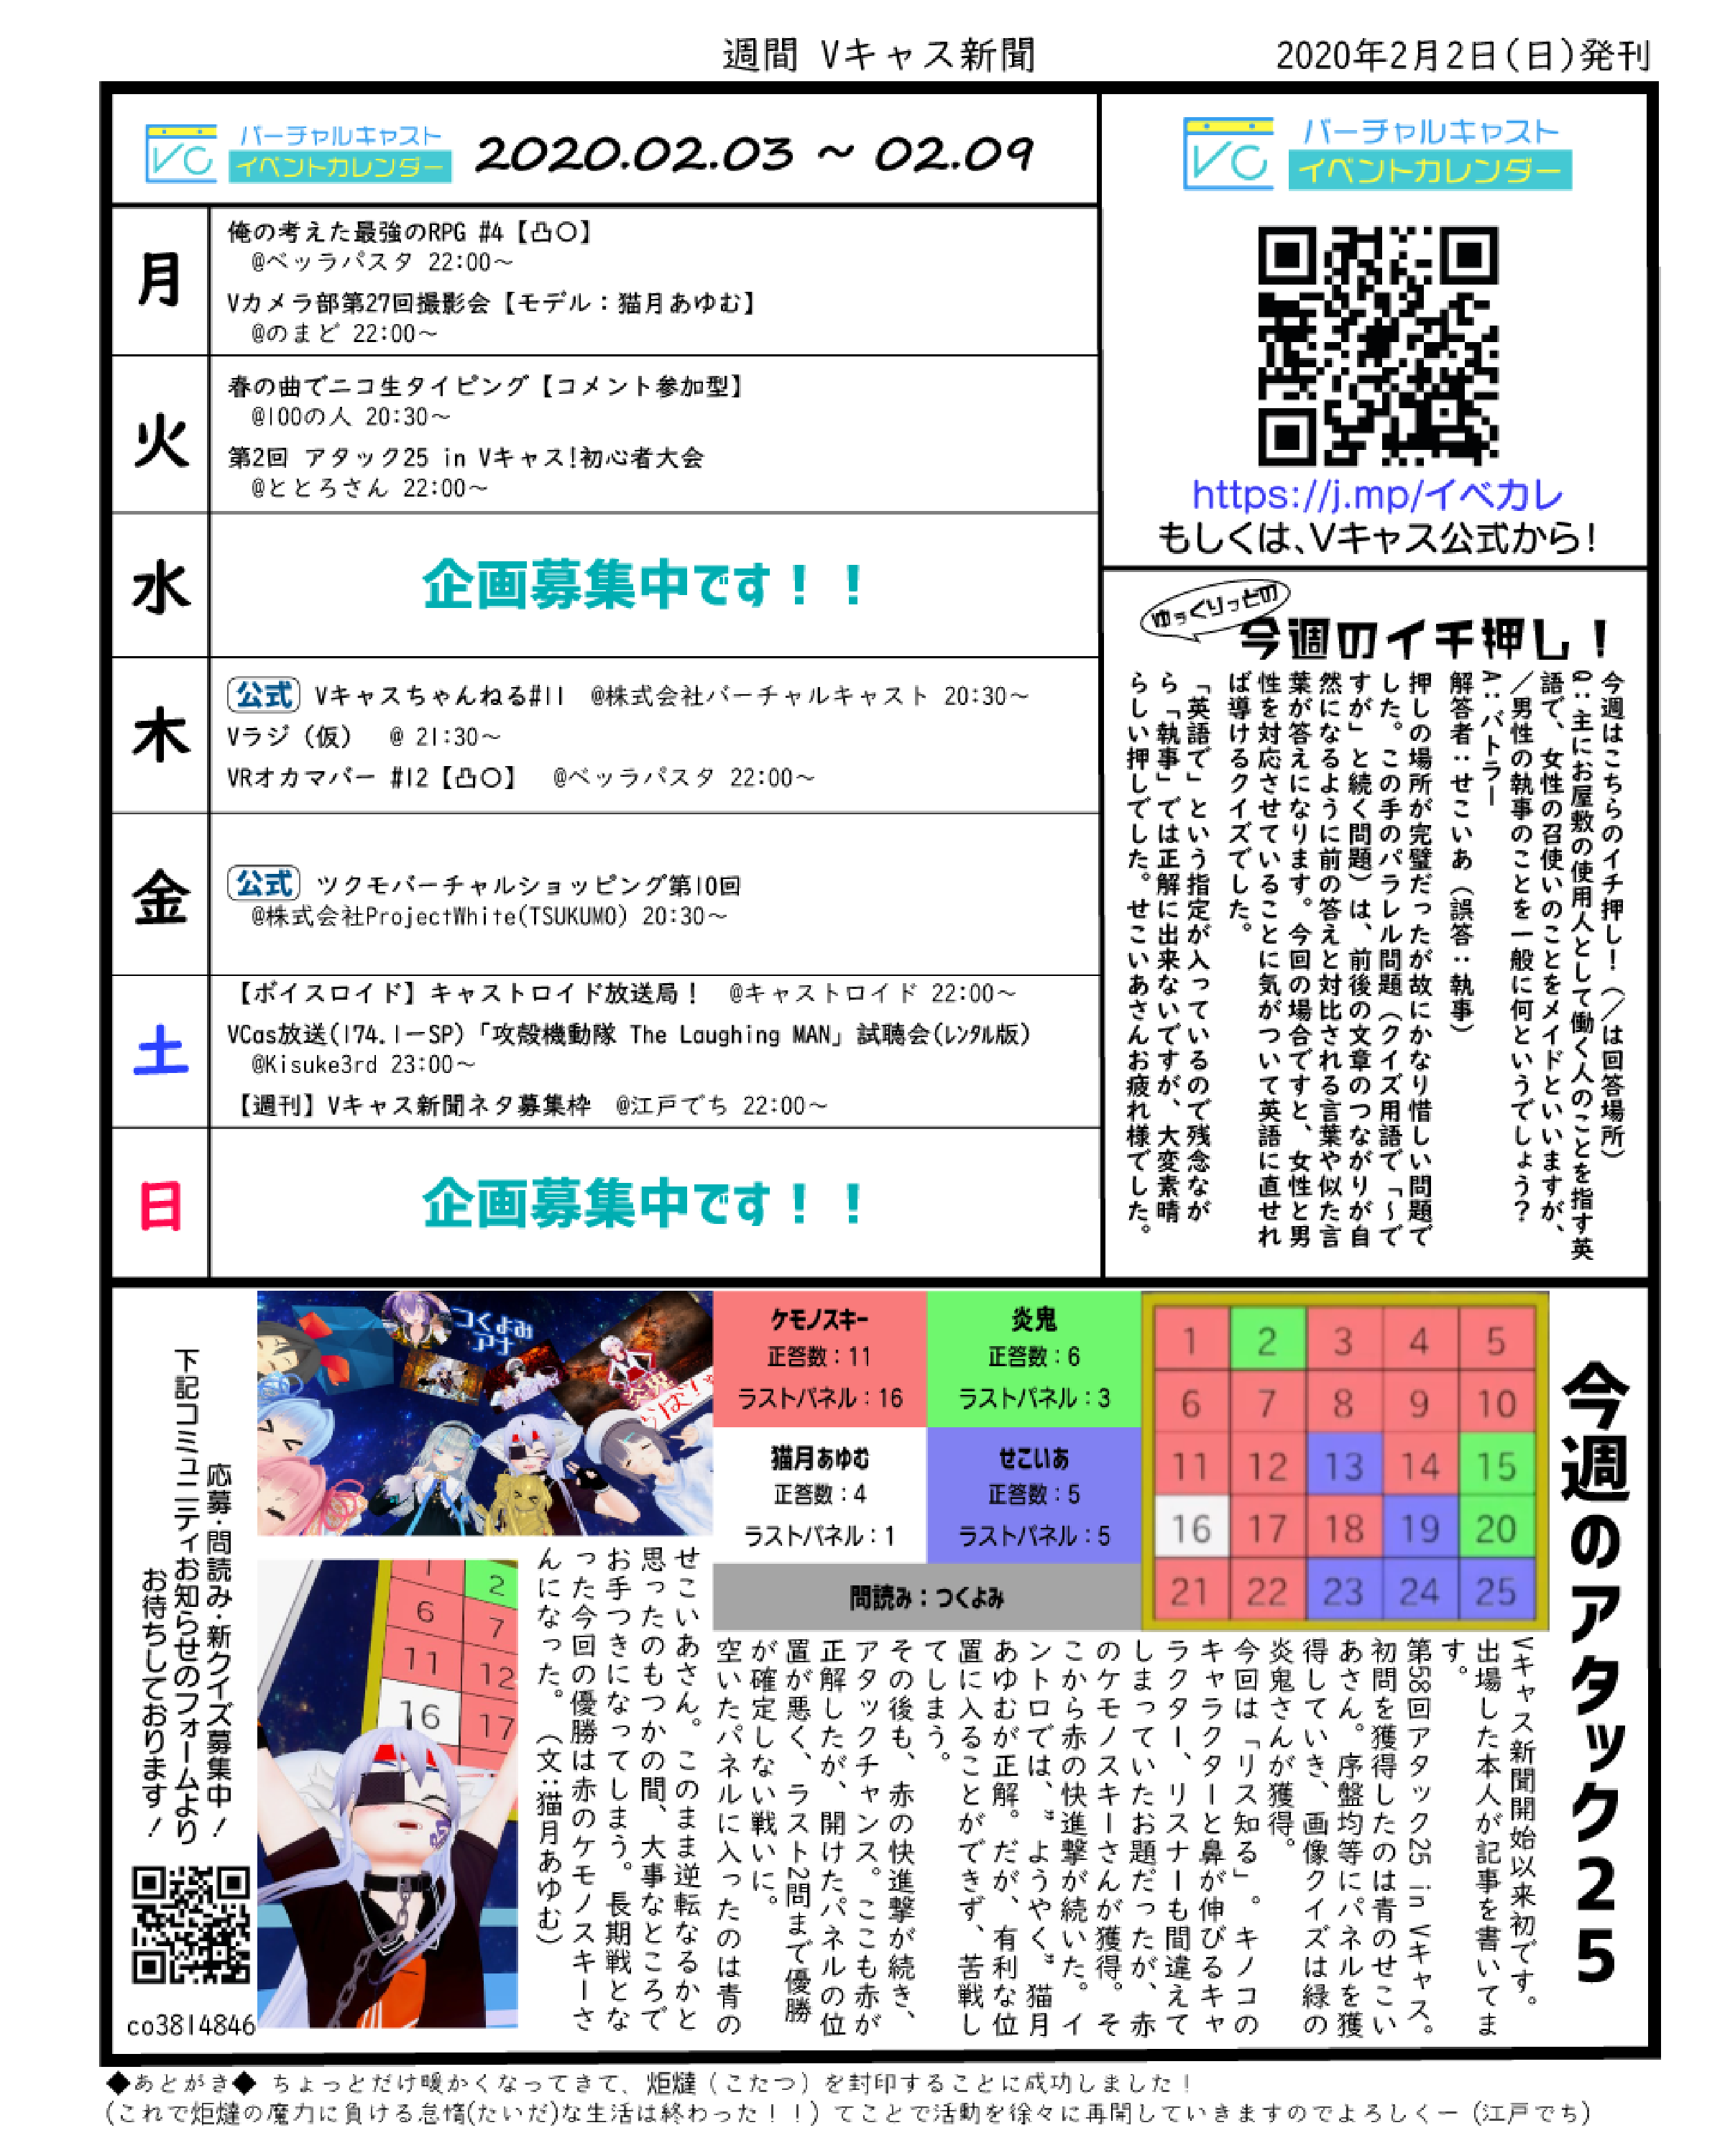 週間 Vキャス新聞
2020年2月2日(日)発刊
VC
バーチャルキャスト
イベントカレンダー
2020.02.03 ~ 02.09
月
俺の考えた最強のRPG #4【凸〇】
@ベッラパスタ 22:00～
Vカメラ部第27回撮影会【モデル：猫月あゆむ】
@のまど 22:00～
火
春の曲でニコ生タイピング【コメント参加型】
@100の人 20:30～
第2回 アタック25 in Vキャス!初心者大会
@ととろさん 22:00～
水
企画募集中です！！
木
公式 Vキャスちゃんねる#11 @株式会社バーチャルキャスト 20:30～
Vラジ（仮） @ 21:30～
VRオカマバー #12【凸〇】 @ベッラパスタ 22:00～
金
公式 ツクモバーチャルショッピング第10回
@株式会社ProjectWhite(TSUKUMO) 20:30～
土
【ボイスロイド】キャストロイド放送局！ @キャストロイド 22:00～
VCas放送(174.1ーSP)「攻殻機動隊 The Laughing MAN」試聴会(ﾚﾝﾀﾙ版)
@Kisuke3rd 23:00～
【週刊】Vキャス新聞ネタ募集枠 @江戸でち 22:00～
日
企画募集中です！！
VC
バーチャルキャスト
イベントカレンダー
https://j.mp/イベカレ
もしくは、Vキャス公式から！
ゆっくりっとの
今週のイチ押し！
今週はこちらのイチ押し！（／は回答場所）
Q：主にお屋敷の使用人として働く人のことを指す英
語で、女性の召使いのことをメイドといいますが、
／男性の執事のことを一般に何というでしょう？
A：バトラー
解答者：せこいあ（誤答：執事）
押しの場所が完璧だったが故にかなり惜しい問題で
した。この手のパラレル問題（クイズ用語で「～で
すが」と続く問題）は、前後の文章のつながりが自
然になるように前の答えと対比される言葉や似た言
葉が答えになります。今回の場合ですと、女性と男
性を対応させていることに気がついて英語に直せれ
ば導けるクイズでした。
「英語で」という指定が入っているので残念なが
ら「執事」では正解に出来ないですが、大変素晴
らしい押しでした。せこいあさんお疲れ様でした。
今週のアタック25
1 2 3 4 5
6 7 8 9 10
11 12 13 14 15
16 17 18 19 20
21 22 23 24 25
ケモノスキー
正答数：11
ラストパネル：16
炎鬼
正答数：6
ラストパネル：3
猫月あゆむ
正答数：4
ラストパネル：1
せこいあ
正答数：5
ラストパネル：5
問読み：つくよみ
つくよみ
アナ
Vキャス新聞開始以来初です。
出場した本人が記事を書いてま
す。
第58回アタック25 in Vキャス。
初問を獲得したのは青のせこい
あさん。序盤均等にパネルを獲
得していき、画像クイズは緑の
炎鬼さんが獲得。
今回は「リス知る」。キノコの
キャラクターと鼻が伸びるキャ
ラクター、リスナーも間違えて
しまっていたお題だったが、赤
のケモノスキーさんが獲得。そ
こから赤の快進撃が続いた。イ
ントロでは、”ようやく”猫月
あゆむが正解。だが、有利な位
置に入ることができず、苦戦し
てしまう。
その後も、赤の快進撃が続き、
アタックチャンス。ここも赤が
正解したが、開けたパネルの位
置が悪く、ラスト2問まで優勝
が確定しない戦いに。
空いたパネルに入ったのは青の
せこいあさん。このまま逆転なるかと
思ったのもつかの間、大事なところで
お手つきになってしまう。長期戦とな
った今回の優勝は赤のケモノスキーさ
んになった。（文：猫月あゆむ）
1 2
6 7
11 12
16 17
応募・問読み・新クイズ募集中！
下記コミュニティお知らせのフォームより
お待ちしております！
co3814846
◆あとがき◆ ちょっとだけ暖かくなってきて、炬燵（こたつ）を封印することに成功しました！
(これで炬燵の魔力に負ける怠惰(たいだ)な生活は終わった！！) てことで活動を徐々に再開していきますのでよろしくー (江戸でち)